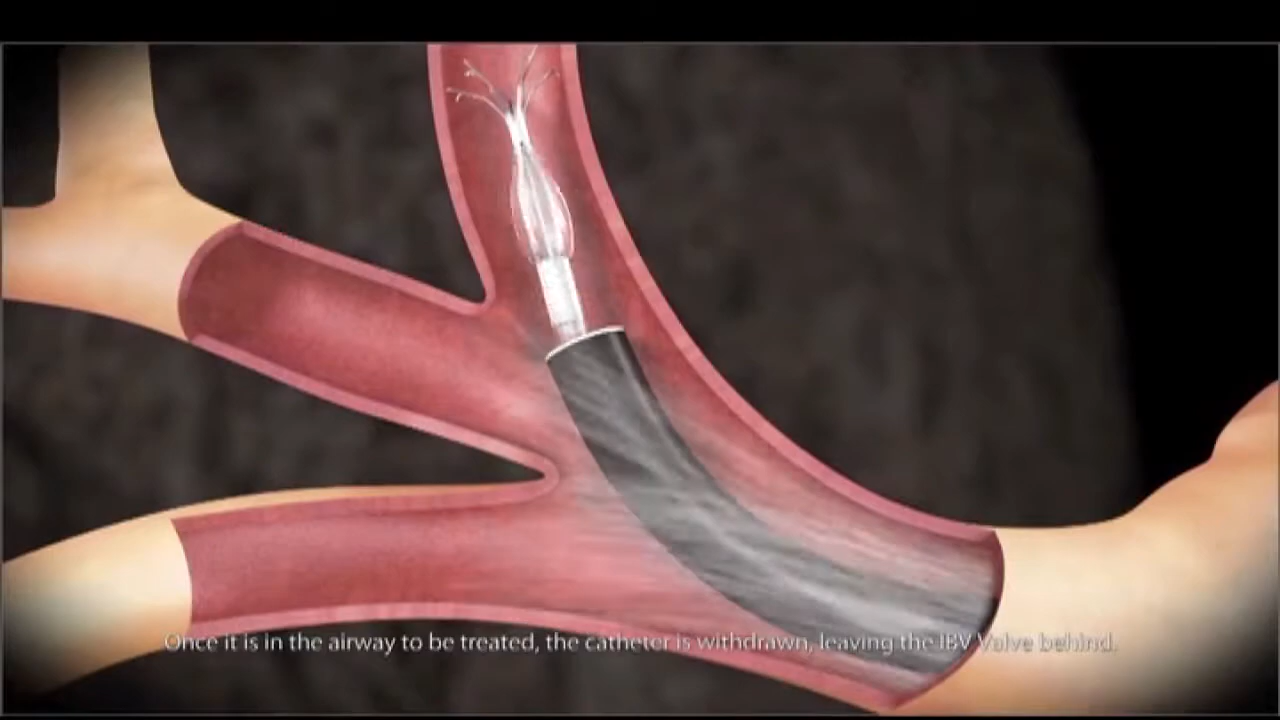 Once it is in the airway to be treated, the catheter is withdrawn, leaving the IBV Valve behind.